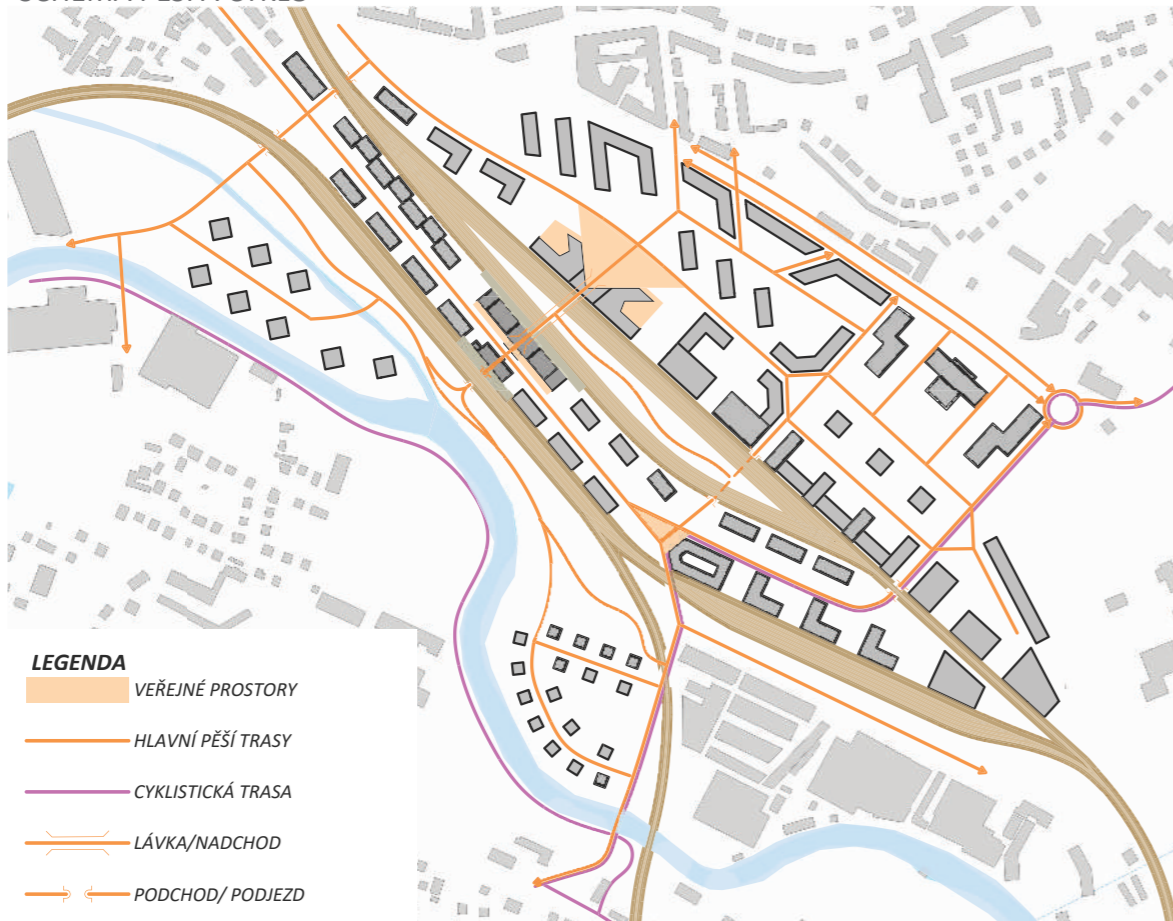 LEGENDA
VEŘEJNÉ PROSTORY
HLAVNÍ PĚŠÍ TRASY
CYKLISTICKÁ TRASA
LÁVKA/NADCHOD
PODCHOD/ PODJEZD